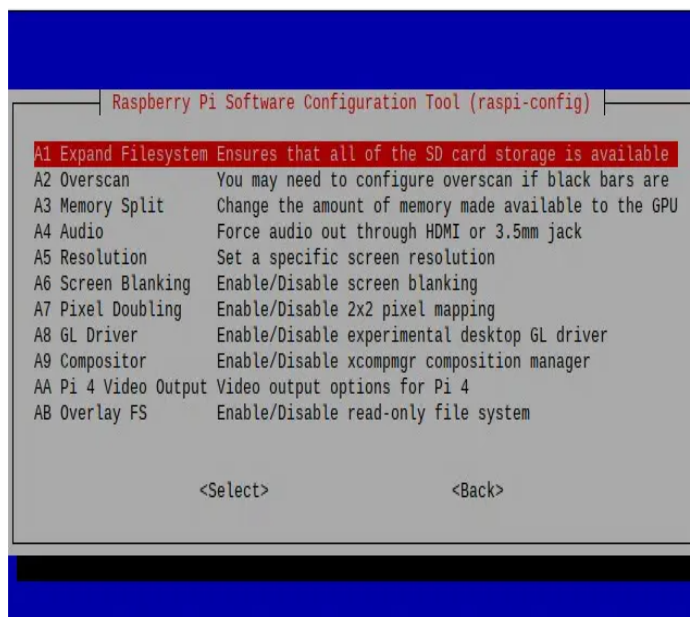 Raspberry Pi Software Configuration Tool (raspi-config)
A1 Expand Filesystem Ensures that all of the SD card storage is available
A2 Overscan You may need to configure overscan if black bars are
A3 Memory Split Change the amount of memory made available to the GPU
A4 Audio Force audio out through HDMI or 3.5mm jack
A5 Resolution Set a specific screen resolution
A6 Screen Blanking Enable/Disable screen blanking
A7 Pixel Doubling Enable/Disable 2x2 pixel mapping
A8 GL Driver Enable/Disable experimental desktop GL driver
A9 Compositor Enable/Disable xcompmgr composition manager
AA Pi 4 Video Output Video output options for Pi 4
AB Overlay FS Enable/Disable read-only file system
<Select> <Back>